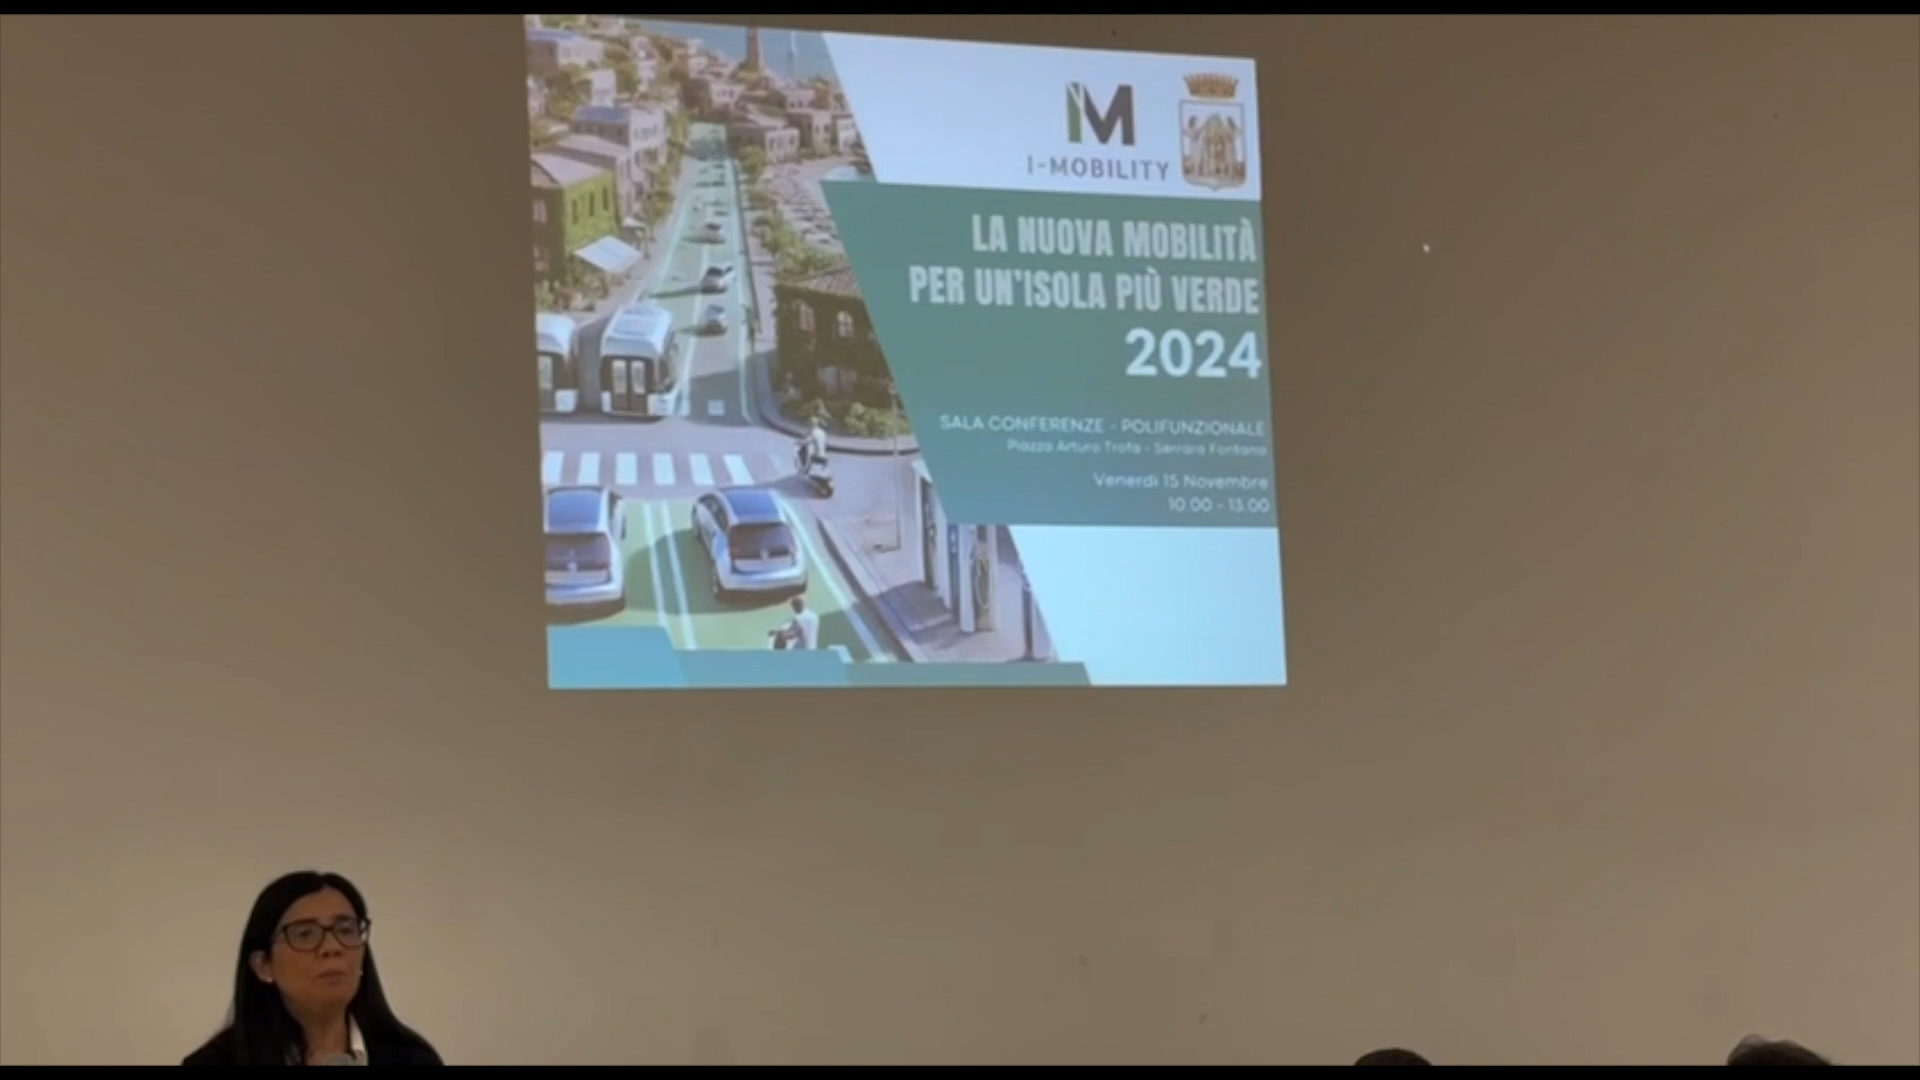 IM
I-MOBILITY
LA NUOVA MOBILITÀ
PER UN'ISOLA PIÙ VERDE
2024
SALA CONFERENZE - POLIFUNZIONALE
Piazza Arturo Trofa - Serrara Fontana
Venerdì 15 Novembre
10.00 - 13.00